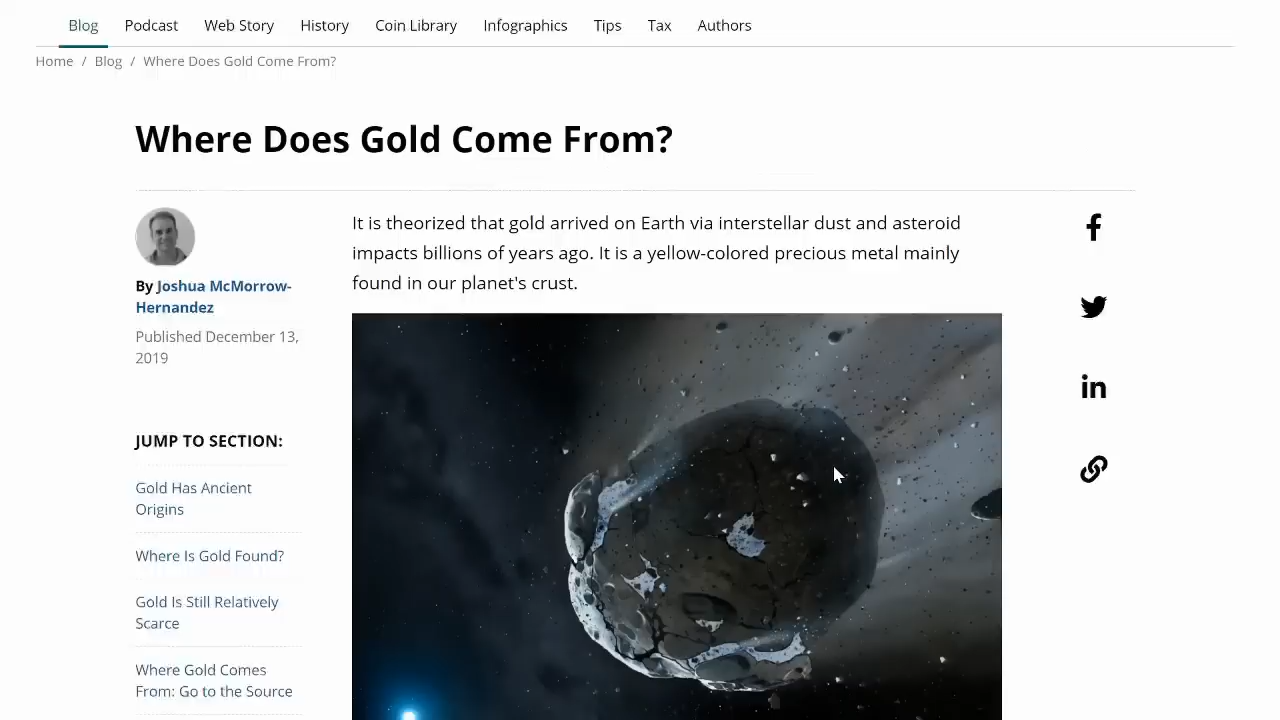 Blog Podcast Web Story History Coin Library Infographics Tips Tax Authors
Home / Blog / Where Does Gold Come From?
Where Does Gold Come From?
By Joshua McMorrow-
Hernandez
Published December 13,
2019
JUMP TO SECTION:
Gold Has Ancient
Origins
Where Is Gold Found?
Gold Is Still Relatively
Scarce
Where Gold Comes
From: Go to the Source
It is theorized that gold arrived on Earth via interstellar dust and asteroid
impacts billions of years ago. It is a yellow-colored precious metal mainly
found in our planet's crust.